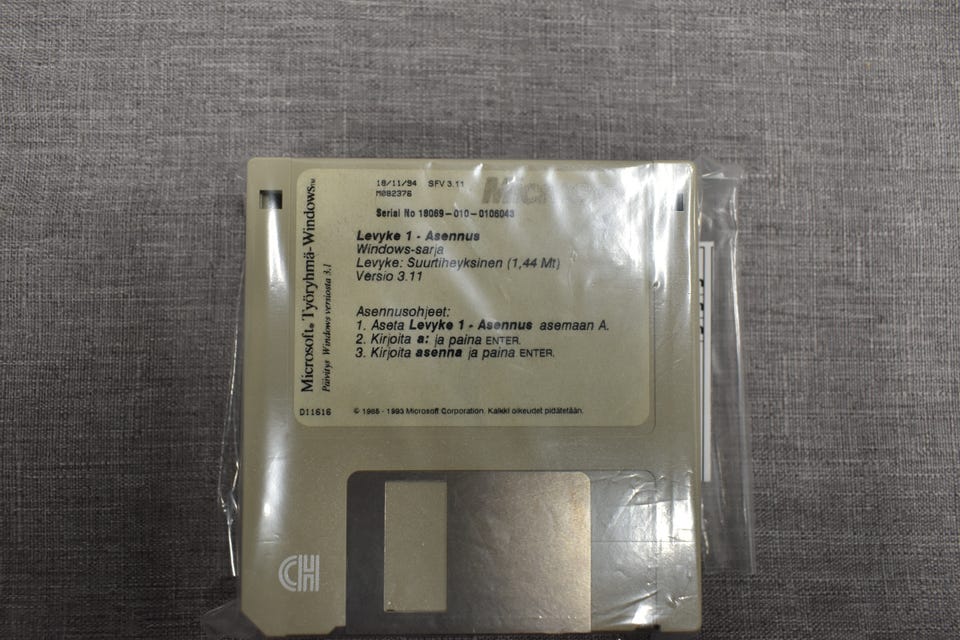 18/11/94 SFV 3.11
M082376
Serial No 18069-010-0106043
Levyke 1 - Asennus
Windows-sarja
Levyke: Suurtiheyksinen (1,44 Mt)
Versio 3.11
Asennusohjeet:
1. Aseta Levyke 1 - Asennus asemaan A.
2. Kirjoita a: ja paina ENTER.
3. Kirjoita asenna ja paina ENTER.
Microsoft® Työryhmä-Windows™
Päivitys Windows versiosta 3.1
D11616
© 1985 - 1993 Microsoft Corporation. Kaikki oikeudet pidätetään.
CH